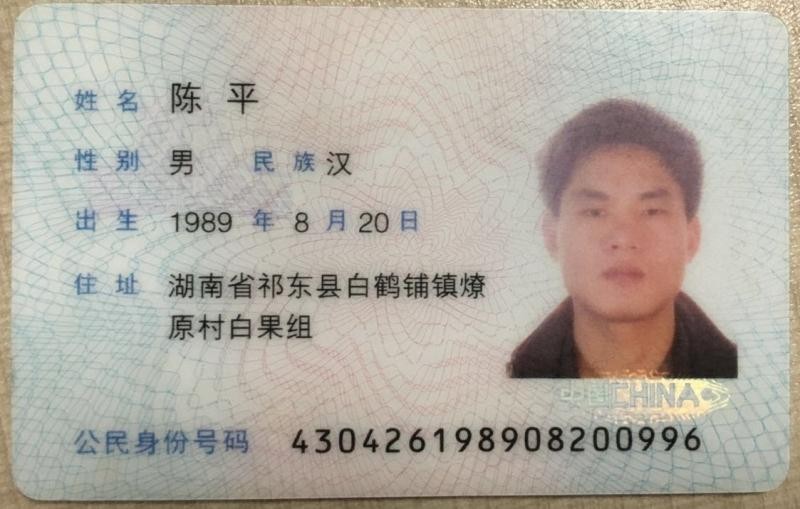 姓名 陈平
性别 男 民族 汉
出生 1989 年 8 月 20 日
住址 湖南省祁东县白鹤铺镇燎
原村白果组
中国CHINA
公民身份号码 430426198908200996